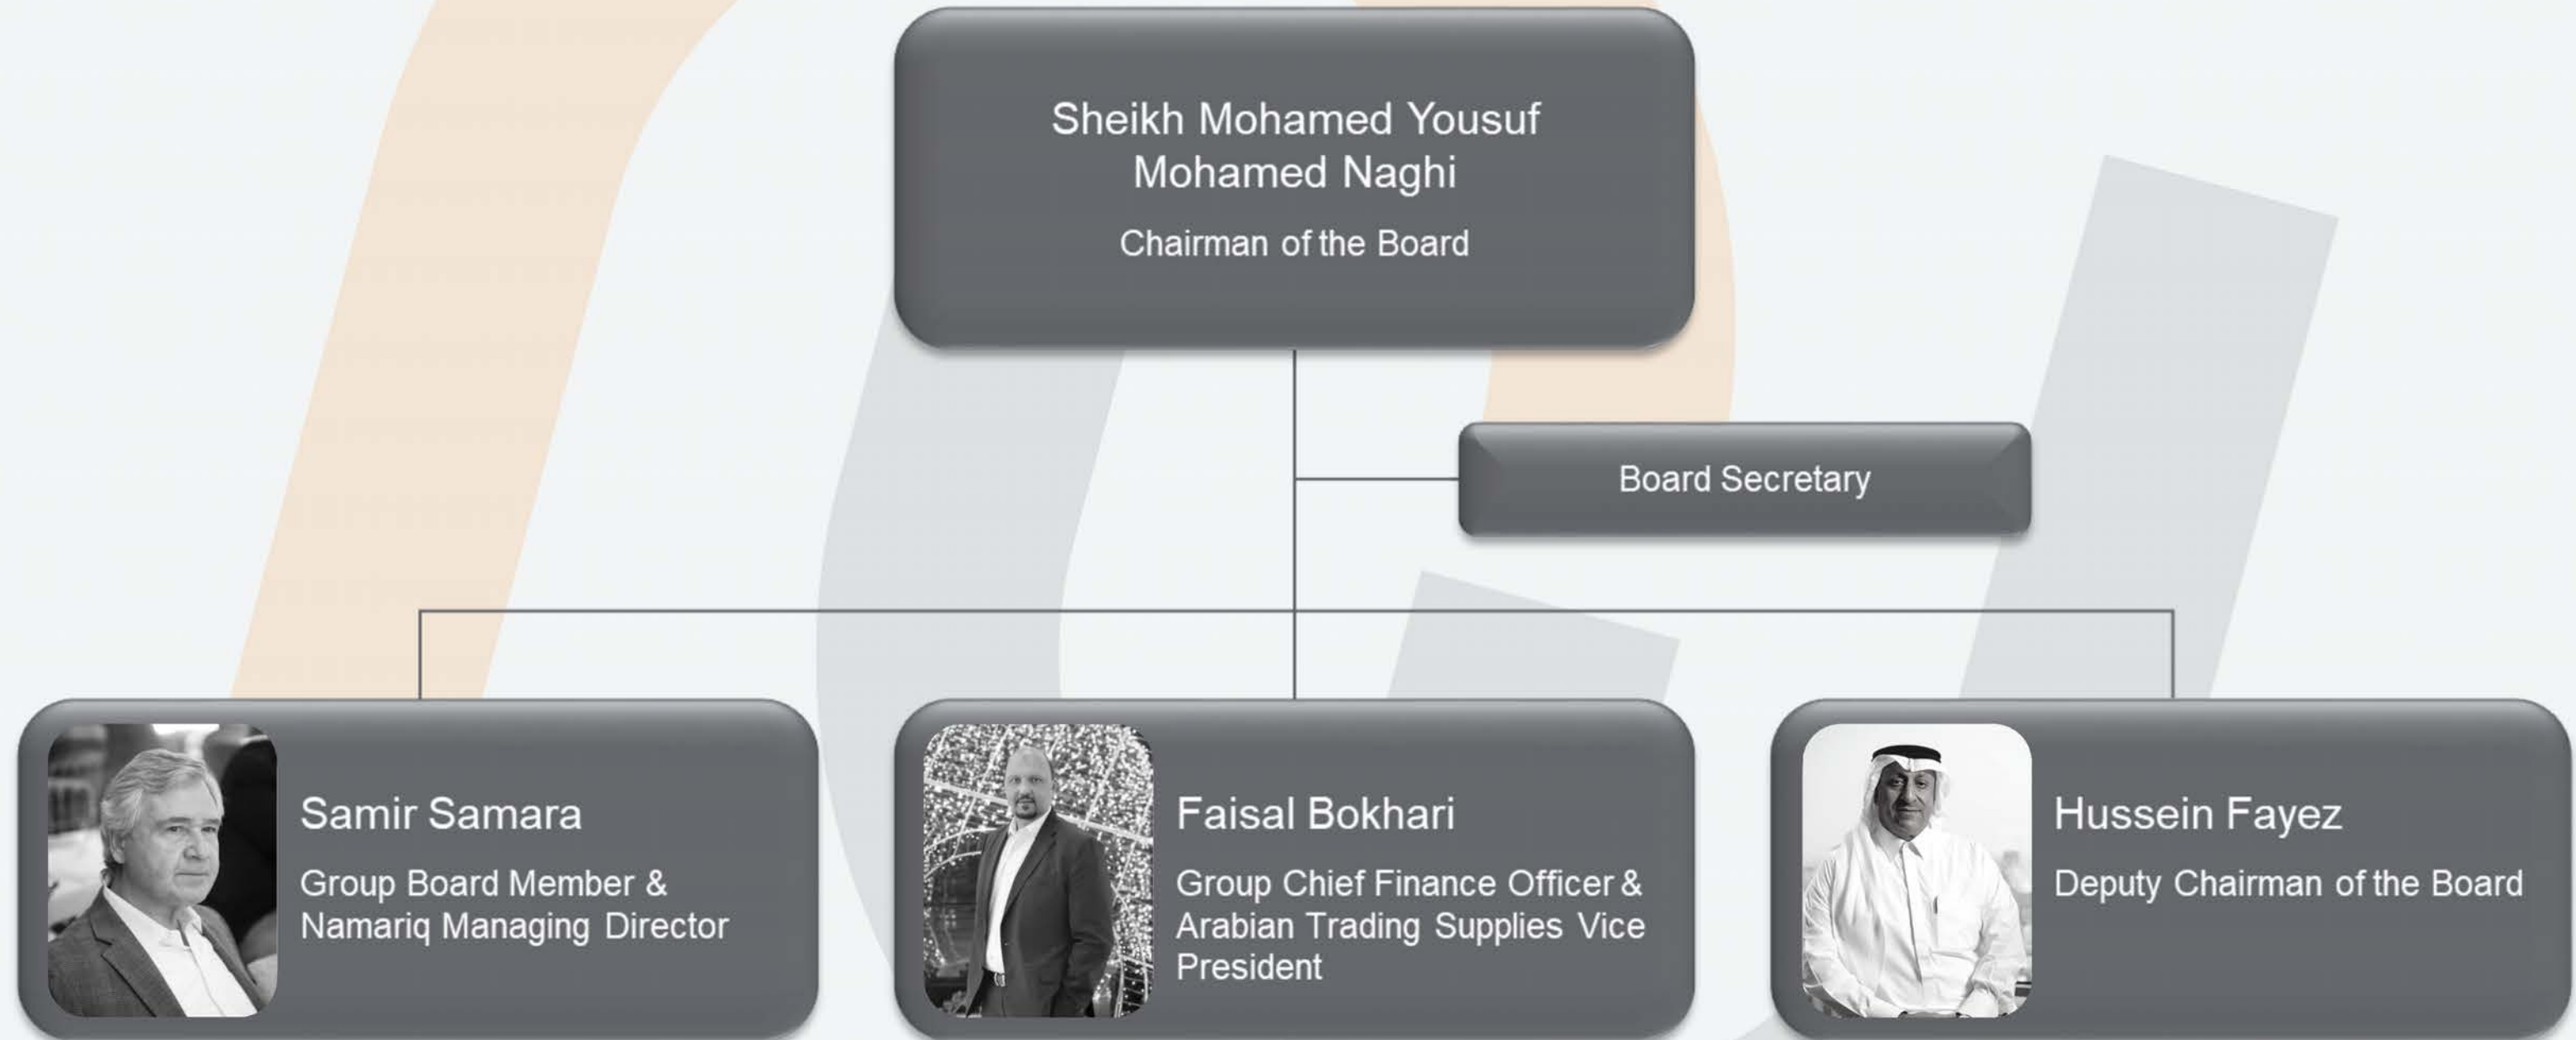 Sheikh Mohamed Yousuf
Mohamed Naghi
Chairman of the Board
Board Secretary
Samir Samara
Group Board Member &
Namariq Managing Director
Faisal Bokhari
Group Chief Finance Officer &
Arabian Trading Supplies Vice
President
Hussein Fayez
Deputy Chairman of the Board